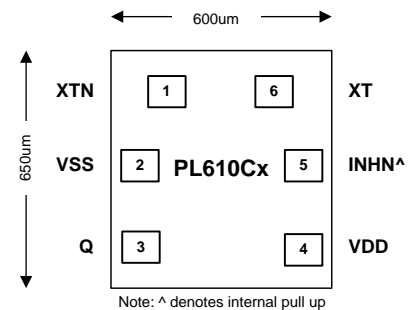 600um
650um
XTN 1 6 XT
VSS 2 PL610Cx 5 INHN^
Q 3 4 VDD
Note: ^ denotes internal pull up